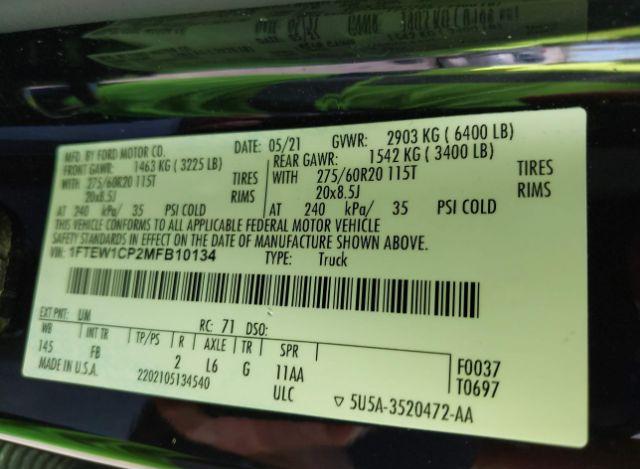 MFD. BY FORD MOTOR CO. DATE: 05/21 GVWR: 2903 KG ( 6400 LB)
FRONT GAWR: 1463 KG ( 3225 LB) REAR GAWR: 1542 KG ( 3400 LB)
WITH 275/60R20 115T TIRES WITH 275/60R20 115T TIRES
20x8.5J RIMS 20x8.5J RIMS
AT 240 kPa/ 35 PSI COLD AT 240 kPa/ 35 PSI COLD
THIS VEHICLE CONFORMS TO ALL APPLICABLE FEDERAL MOTOR VEHICLE
SAFETY STANDARDS IN EFFECT ON THE DATE OF MANUFACTURE SHOWN ABOVE.
VIN: 1FTEW1CP2MFB10134 TYPE: Truck
EXT PNT: UM RC: 71 DSO:
WB INT TR TP/PS R AXLE TR SPR
145 FB 2 L6 G 11AA F0037
MADE IN U.S.A. 2202105134540 ULC T0697
▽ 5U5A-3520472-AA